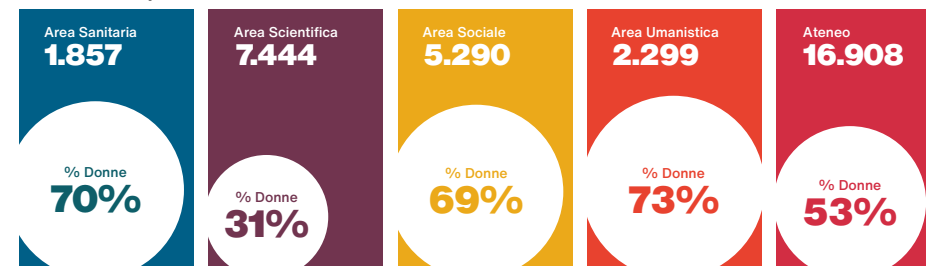 Area Sanitaria
1.857
% Donne
70%
Area Scientifica
7.444
% Donne
31%
Area Sociale
5.290
% Donne
69%
Area Umanistica
2.299
% Donne
73%
Ateneo
16.908
% Donne
53%